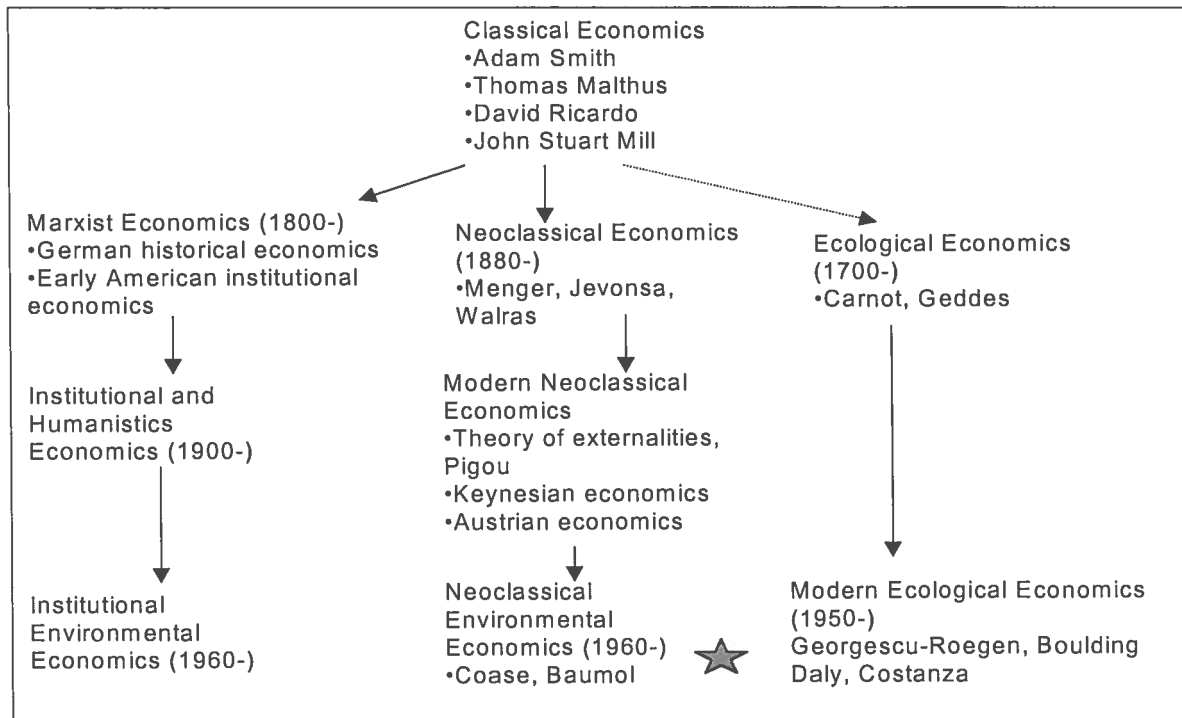 Classical Economics
•Adam Smith
•Thomas Malthus
•David Ricardo
•John Stuart Mill
Marxist Economics (1800-)
•German historical economics
•Early American institutional
economics
Neoclassical Economics
(1880-)
•Menger, Jevonsa,
Walras
Ecological Economics
(1700-)
•Carnot, Geddes
Institutional and
Humanistics
Economics (1900-)
Modern Neoclassical
Economics
•Theory of externalities,
Pigou
•Keynesian economics
•Austrian economics
Institutional
Environmental
Economics (1960-)
Neoclassical
Environmental
Economics (1960-)
•Coase, Baumol
Modern Ecological Economics
(1950-)
Georgescu-Roegen, Boulding
Daly, Costanza